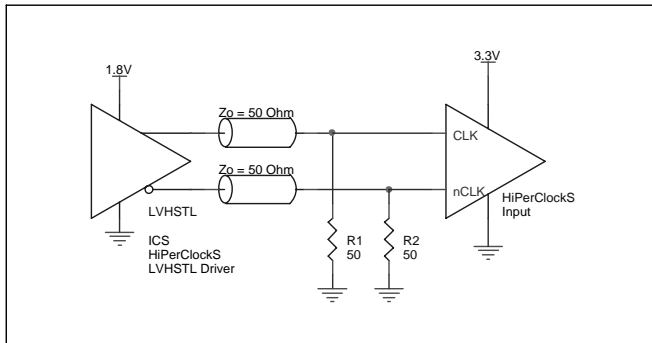 1.8V
3.3V
Zo = 50 Ohm
CLK
Zo = 50 Ohm
nCLK
HiPerClockS
Input
LVHSTL
ICS
HiPerClockS
LVHSTL Driver
R1
50
R2
50